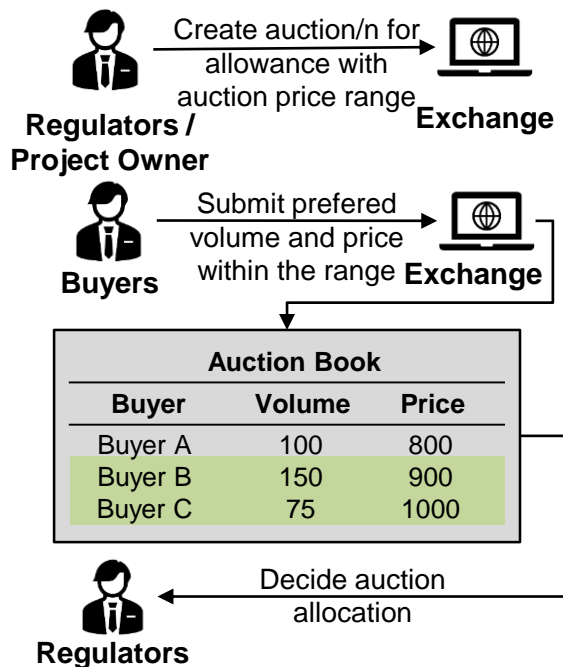 Create auction/n for
allowance with
auction price range
Regulators /
Project Owner
Exchange
Submit prefered
volume and price
within the range
Buyers
Exchange
Auction Book
Buyer Volume Price
Buyer A 100 800
Buyer B 150 900
Buyer C 75 1000
Decide auction
allocation
Regulators